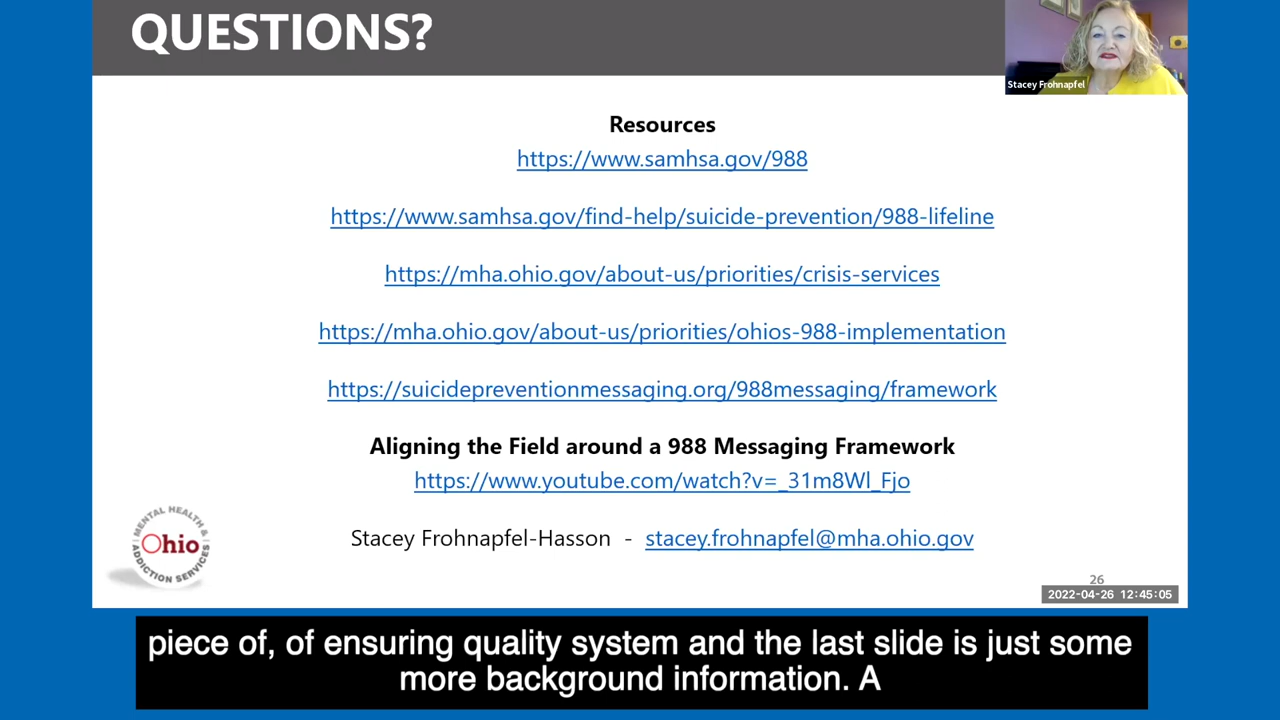 QUESTIONS?
Stacey Frohnapfel
Resources
https://www.samhsa.gov/988
https://www.samhsa.gov/find-help/suicide-prevention/988-lifeline
https://mha.ohio.gov/about-us/priorities/crisis-services
https://mha.ohio.gov/about-us/priorities/ohios-988-implementation
https://suicidepreventionmessaging.org/988messaging/framework
Aligning the Field around a 988 Messaging Framework
https://www.youtube.com/watch?v=_31m8Wl_Fjo
Stacey Frohnapfel-Hasson - stacey.frohnapfel@mha.ohio.gov
MENTAL HEALTH &
Ohio
ADDICTION SERVICES
26
2022-04-26 12:45:05
piece of, of ensuring quality system and the last slide is just some
more background information. A